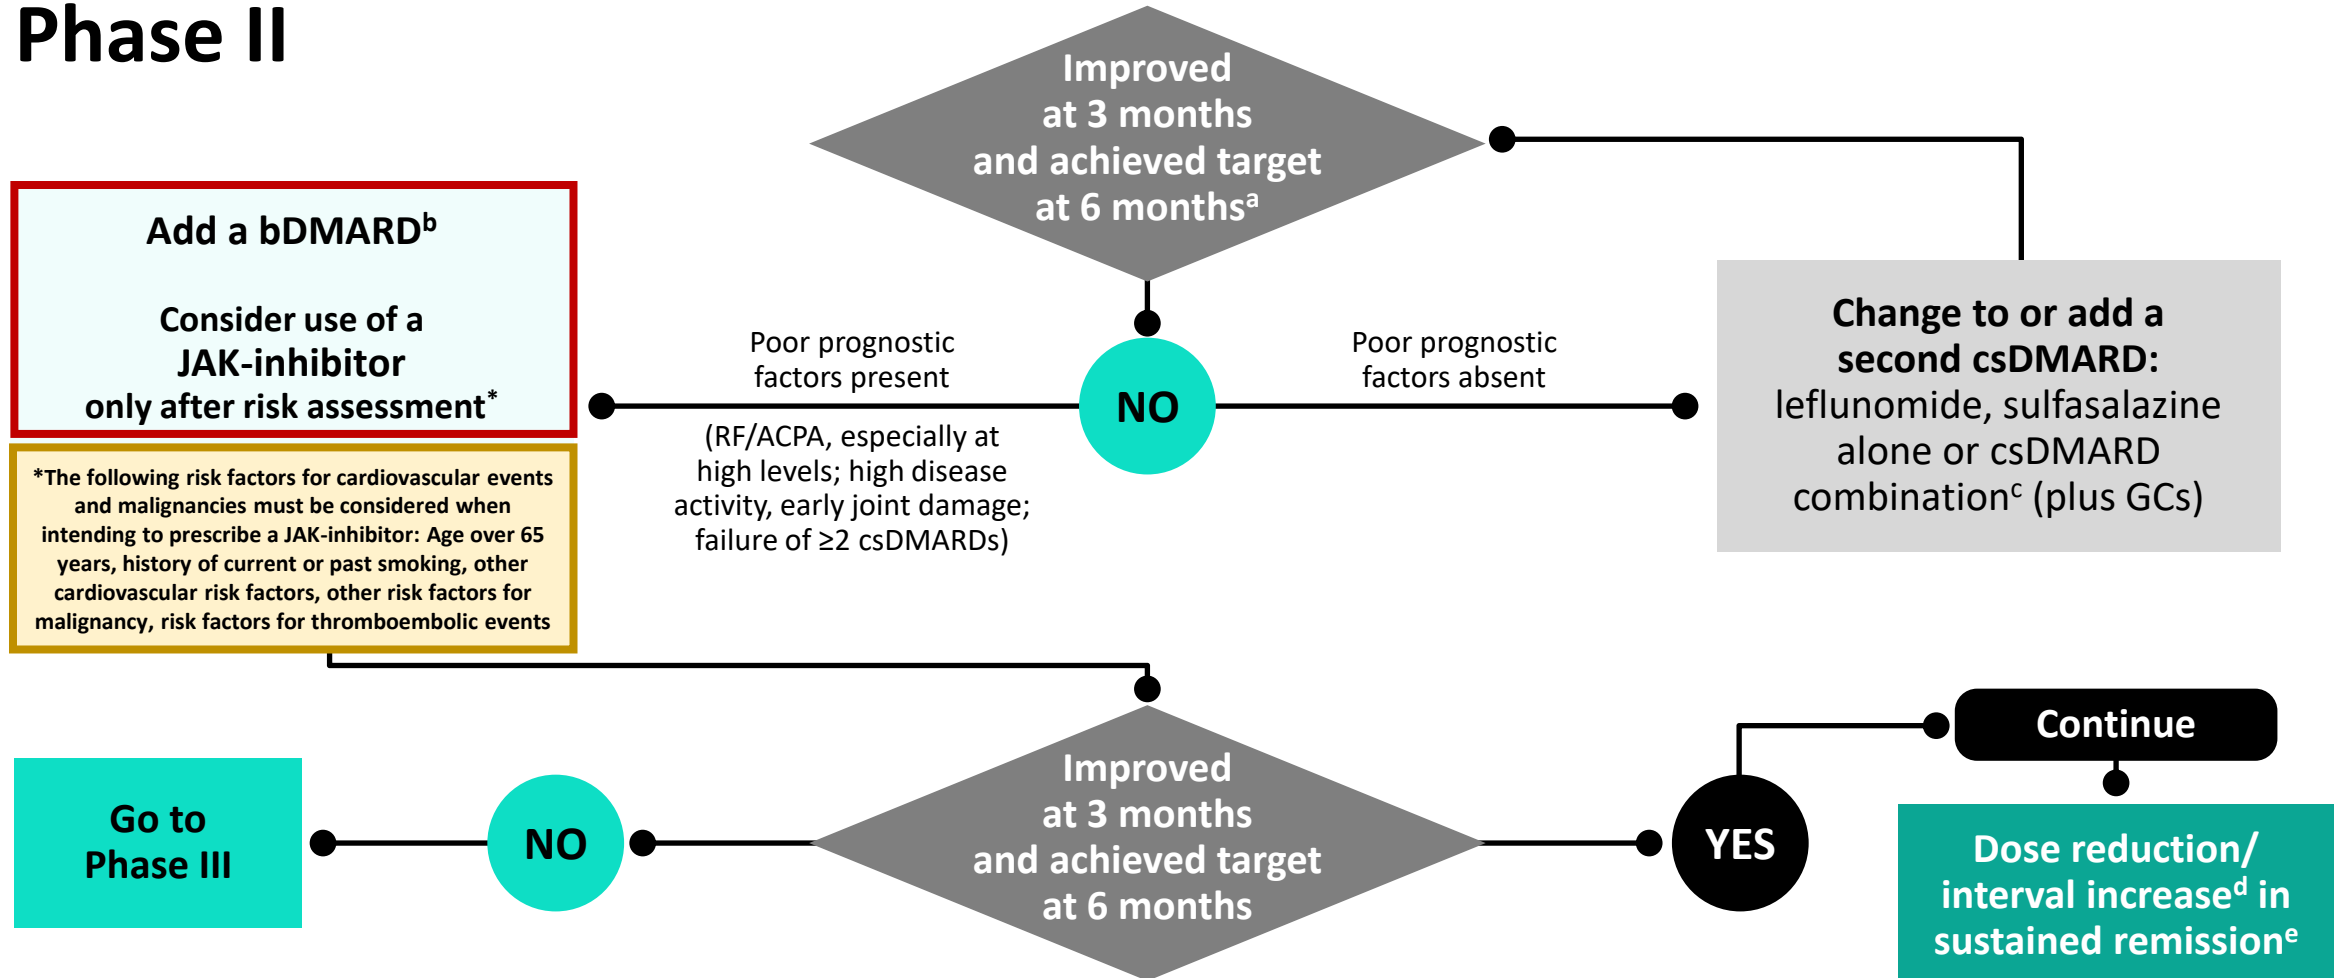 Phase II
Improved
at 3 months
and achieved target
at 6 monthsᵃ
Add a bDMARDᵇ
Consider use of a
JAK-inhibitor
only after risk assessment*
*The following risk factors for cardiovascular events
and malignancies must be considered when
intending to prescribe a JAK-inhibitor: Age over 65
years, history of current or past smoking, other
cardiovascular risk factors, other risk factors for
malignancy, risk factors for thromboembolic events
Poor prognostic
factors present
(RF/ACPA, especially at
high levels; high disease
activity, early joint damage;
failure of ≥2 csDMARDs)
NO
Poor prognostic
factors absent
Change to or add a
second csDMARD:
leflunomide, sulfasalazine
alone or csDMARD
combinationᶜ (plus GCs)
Improved
at 3 months
and achieved target
at 6 months
NO
Go to
Phase III
YES
Continue
Dose reduction/
interval increaseᵈ in
sustained remissionᵉ